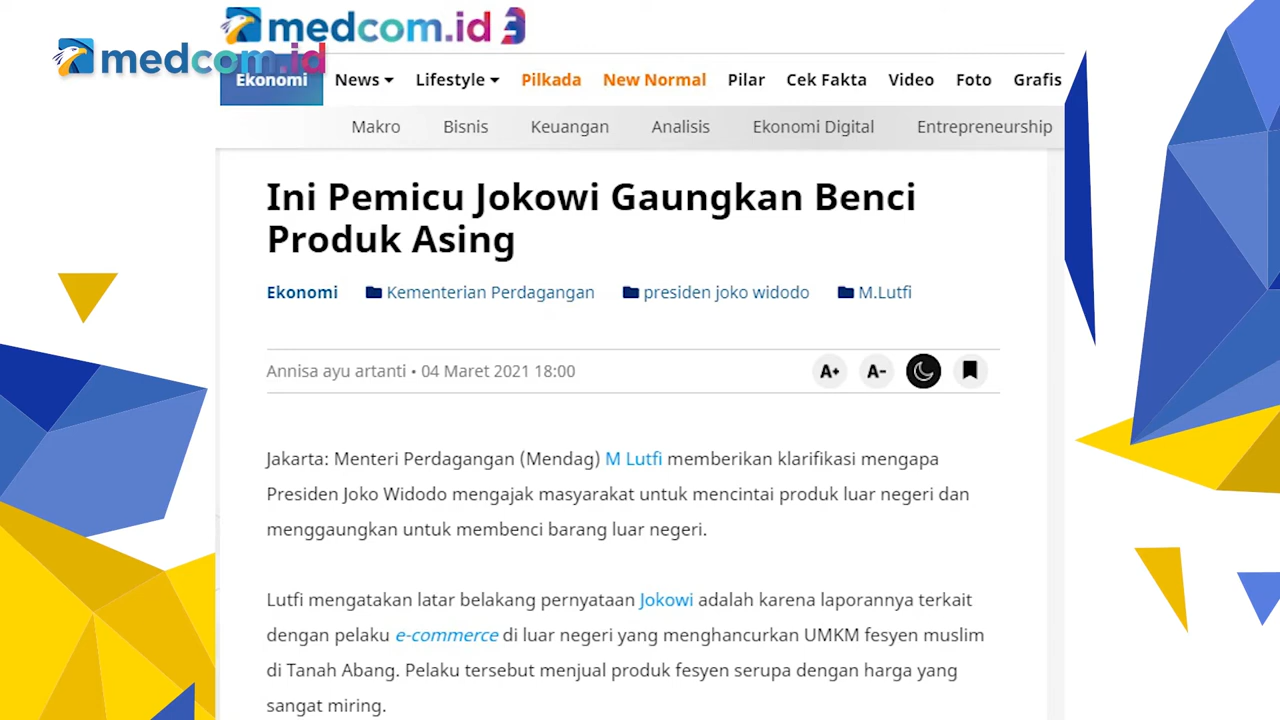 medcom.id 3
medcom.id
Ekonomi News Lifestyle Pilkada New Normal Pilar Cek Fakta Video Foto Grafis
Makro Bisnis Keuangan Analisis Ekonomi Digital Entrepreneurship
Ini Pemicu Jokowi Gaungkan Benci
Produk Asing
Ekonomi Kementerian Perdagangan presiden joko widodo M.Lutfi
Annisa ayu artanti • 04 Maret 2021 18:00 A+ A-
Jakarta: Menteri Perdagangan (Mendag) M Lutfi memberikan klarifikasi mengapa
Presiden Joko Widodo mengajak masyarakat untuk mencintai produk luar negeri dan
menggaungkan untuk membenci barang luar negeri.
Lutfi mengatakan latar belakang pernyataan Jokowi adalah karena laporannya terkait
dengan pelaku e-commerce di luar negeri yang menghancurkan UMKM fesyen muslim
di Tanah Abang. Pelaku tersebut menjual produk fesyen serupa dengan harga yang
sangat miring.